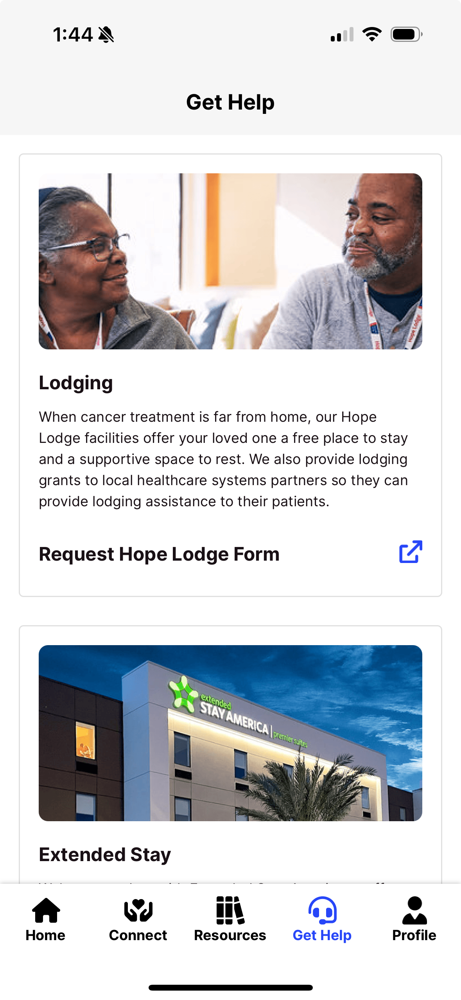 1:44
Get Help
Hope Lodge
Lodging
When cancer treatment is far from home, our Hope
Lodge facilities offer your loved one a free place to stay
and a supportive space to rest. We also provide lodging
grants to local healthcare systems partners so they can
provide lodging assistance to their patients.
Request Hope Lodge Form
extended
STAY AMERICA | premier suites
Extended Stay
Home
Connect
Resources
Get Help
Profile